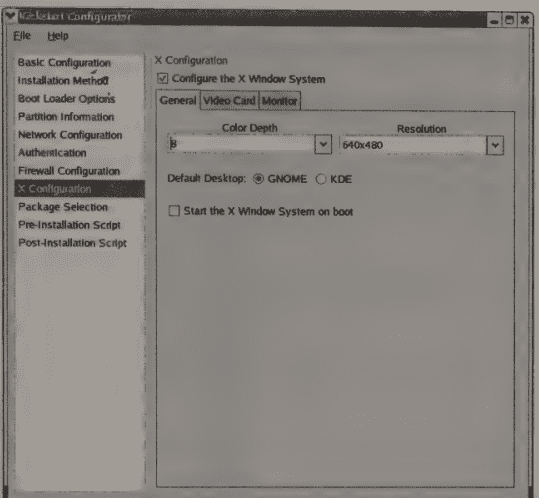 Kickstart Configurator
File Help
Basic Configuration
Installation Method
Boot Loader Options
Partition Information
Network Configuration
Authentication
Firewall Configuration
X Configuration
Package Selection
Pre-Installation Script
Post-Installation Script
X Configuration
Configure the X Window System
General Video Card Monitor
Color Depth Resolution
8 640x480
Default Desktop: GNOME KDE
Start the X Window System on boot